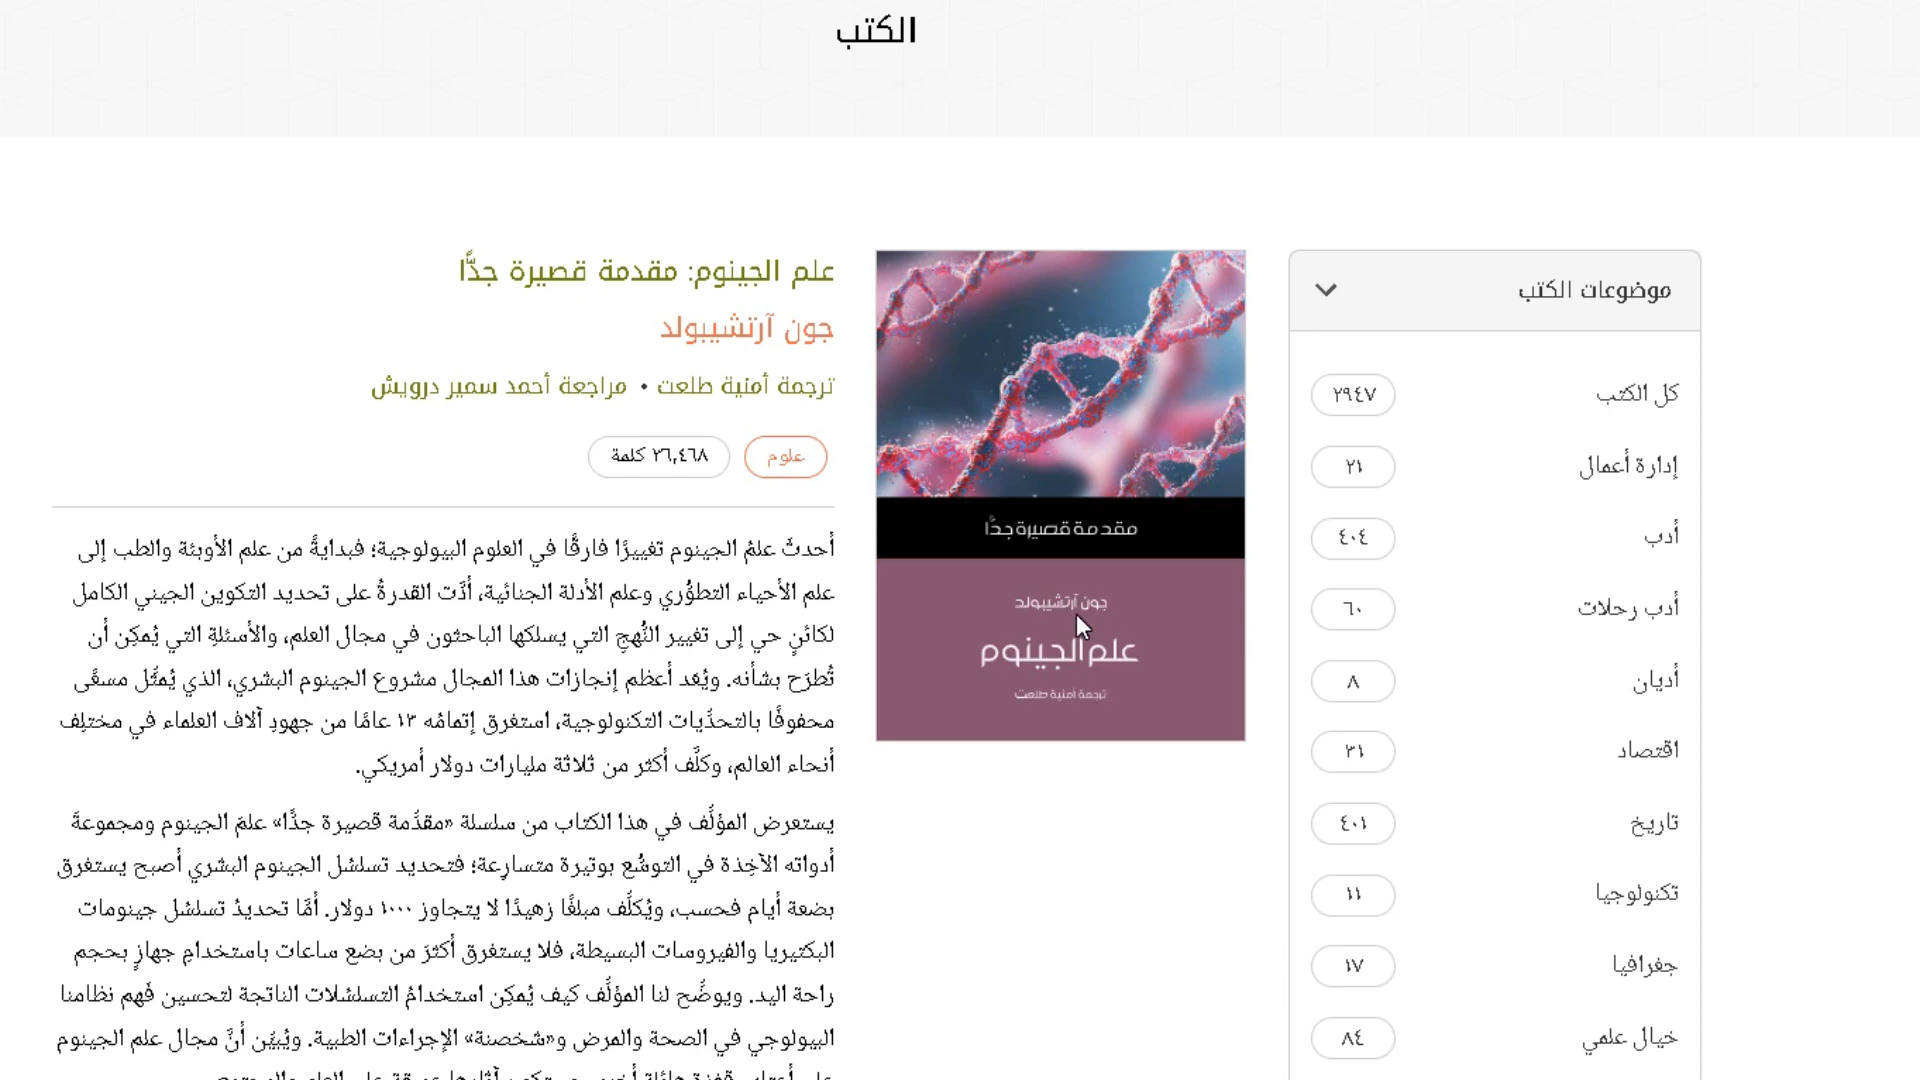 الكتب
موضوعات الكتب
كل الكتب ٢٩٤٧
إدارة أعمال ٢١
أدب ٤٠٤
أدب رحلات ٦٠
أديان ٨
اقتصاد ٣١
تاريخ ٤٠١
تكنولوجيا ١١
جغرافيا ١٧
خيال علمي ٨٤
مقدمة قصيرة جدًّا
جون آرتشيبولد
علم الجينوم
ترجمة أمنية طلعت
علم الجينوم: مقدمة قصيرة جدًّا
جون آرتشيبولد
ترجمة أمنية طلعت • مراجعة أحمد سمير درويش
علوم ٢٦,٤٦٨ كلمة
أحدثَ علمُ الجينوم تغييرًا فارقًا في العلوم البيولوجية؛ فبدايةً من علم الأوبئة والطب إلى
علم الأحياء التطوُّري وعلم الأدلة الجنائية، أدَّت القدرةُ على تحديد التكوين الجيني الكامل
لكائنٍ حي إلى تغيير النُّهجِ التي يسلكها الباحثون في مجال العلم، والأسئلةِ التي يُمكِن أن
تُطرَح بشأنه. ويُعَد أعظم إنجازات هذا المجال مشروع الجينوم البشري، الذي يُمثِّل مسعًى
محفوفًا بالتحدِّيات التكنولوجية، استغرق إتمامُه ١٣ عامًا من جهودِ آلاف العلماء في مختلِف
أنحاء العالم، وكلَّف أكثر من ثلاثة مليارات دولار أمريكي.
يستعرض المؤلِّف في هذا الكتاب من سلسلة «مقدِّمة قصيرة جدًّا» علمَ الجينوم ومجموعةَ
أدواته الآخِذة في التوسُّع بوتيرة متسارِعة؛ فتحديد تسلسُل الجينوم البشري أصبح يستغرق
بضعة أيام فحسب، ويُكلِّف مبلغًا زهيدًا لا يتجاوز ١٠٠٠ دولار. أمَّا تحديدُ تسلسُل جينومات
البكتيريا والفيروسات البسيطة، فلا يستغرق أكثرَ من بضع ساعات باستخدامِ جهازٍ بحجم
راحة اليد. ويوضِّح لنا المؤلِّف كيف يُمكِن استخدامُ التسلسُلات الناتجة لتحسين فَهم نظامنا
البيولوجي في الصحة والمرض و«شخصنة» الإجراءات الطبية. ويُبيِّن أنَّ مجال علم الجينوم